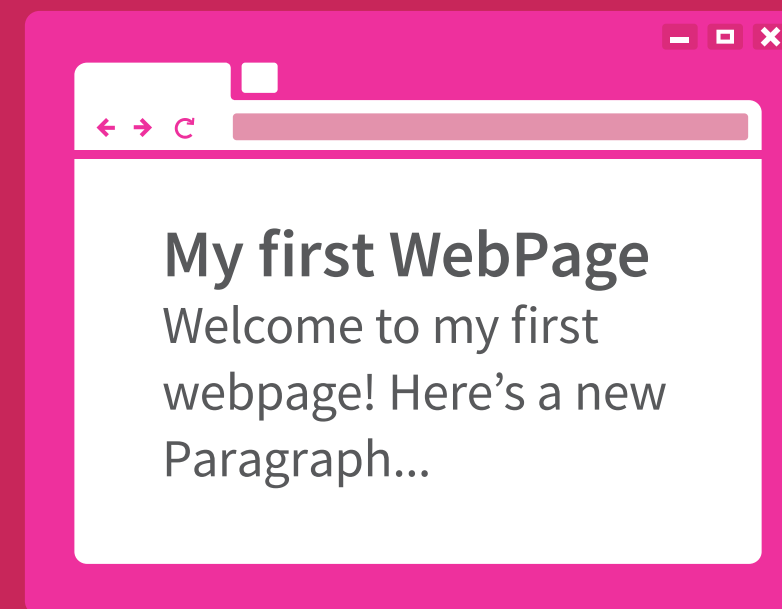 My first WebPage
Welcome to my first
webpage! Here’s a new
Paragraph...